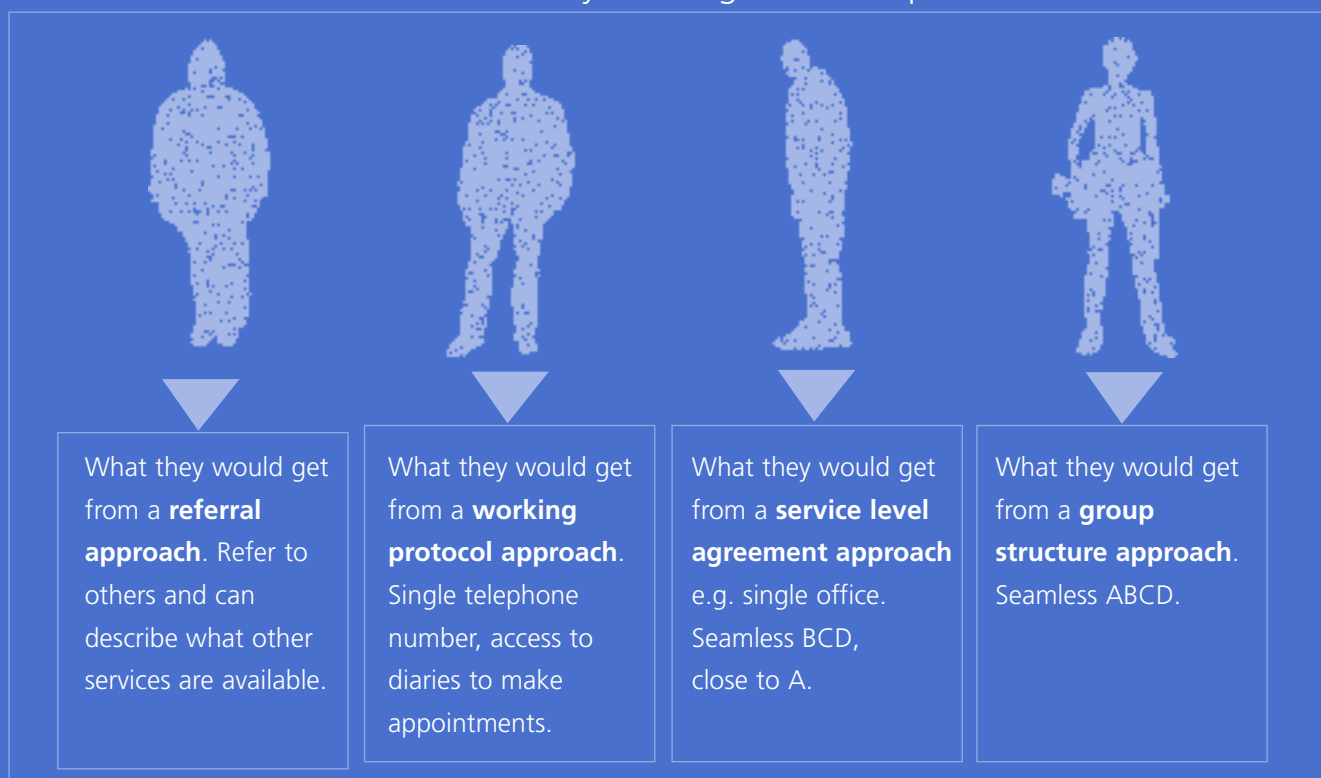 What they would get
from a referral
approach. Refer to
others and can
describe what other
services are available.
What they would get
from a working
protocol approach.
Single telephone
number, access to
diaries to make
appointments.
What they would get
from a service level
agreement approach
e.g. single office.
Seamless BCD,
close to A.
What they would get
from a group
structure approach.
Seamless ABCD.